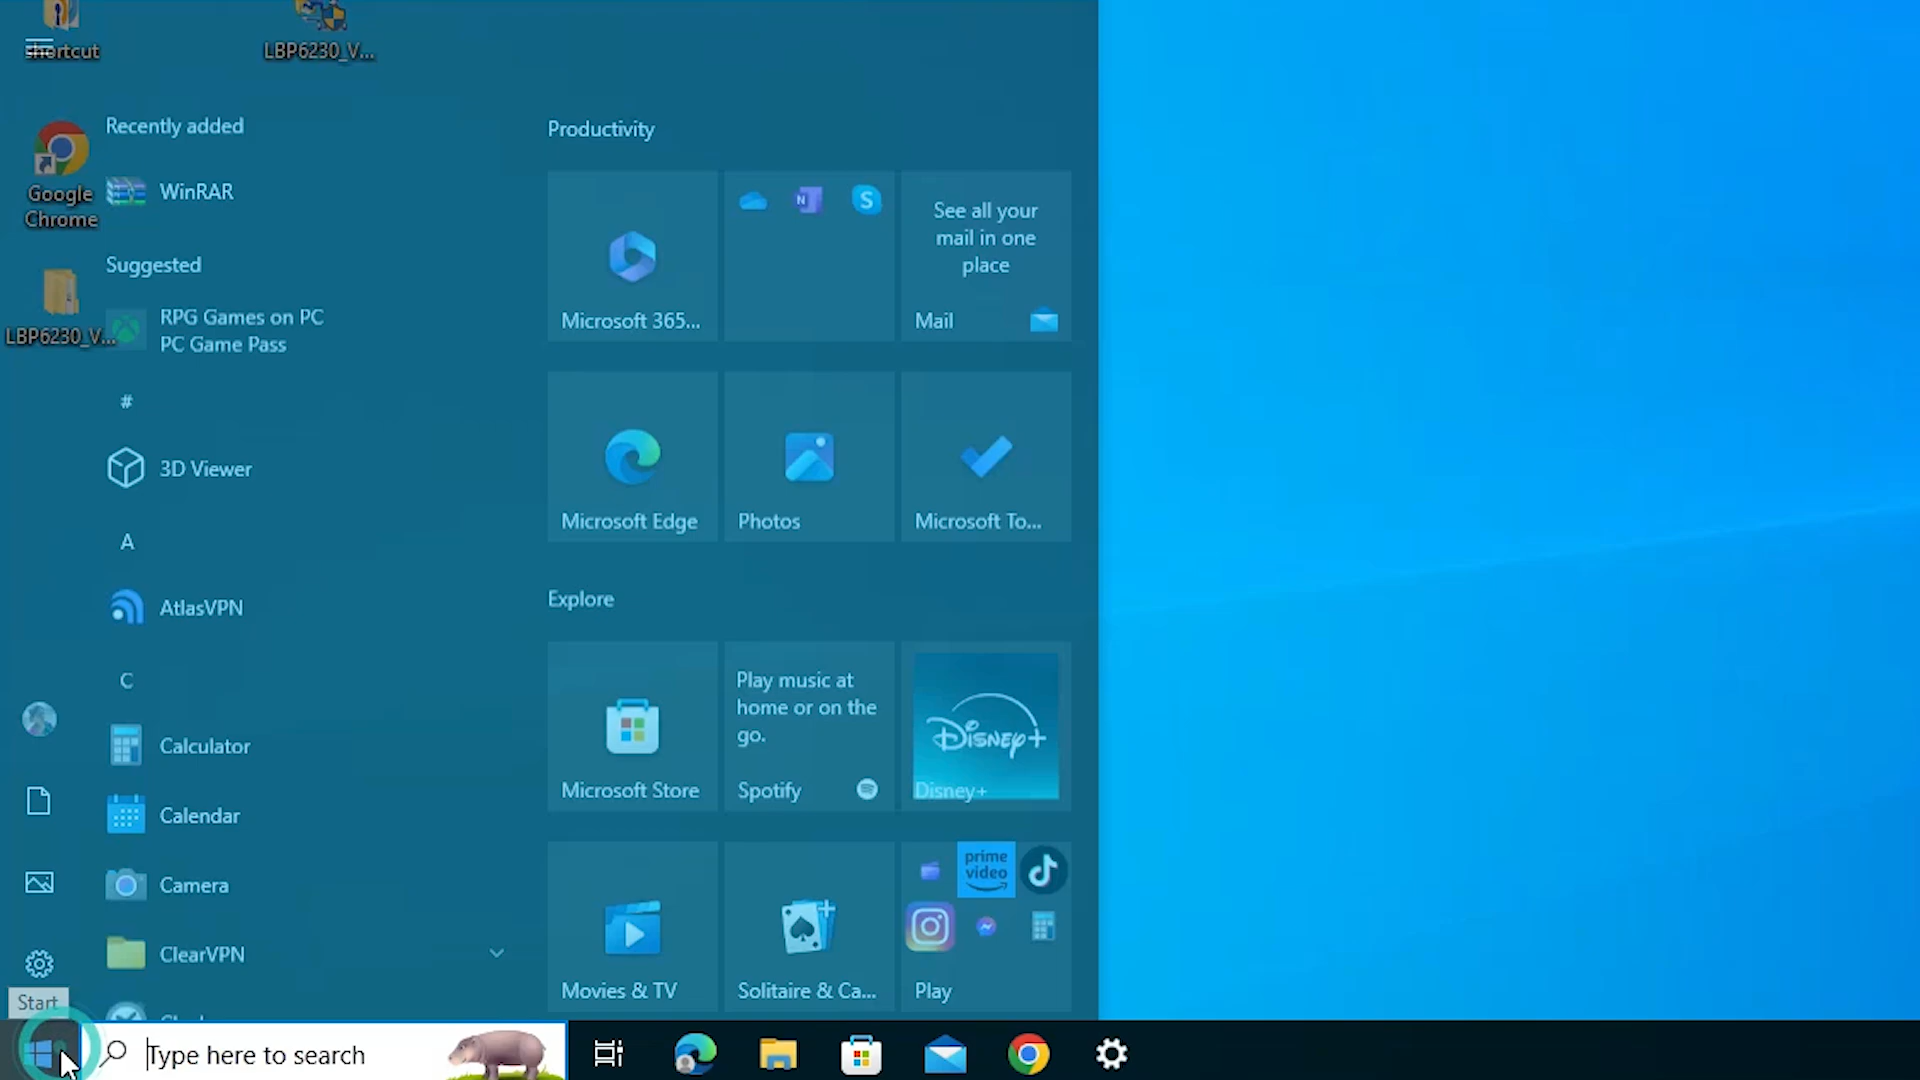 shortcut
LBP6230_V...
Recently added
Google
Chrome
WinRAR
Suggested
RPG Games on PC
PC Game Pass
LBP6230_V...
#
3D Viewer
A
AtlasVPN
C
Calculator
Calendar
Camera
ClearVPN
Start
Type here to search
Productivity
Microsoft 365...
N
S
See all your
mail in one
place
Mail
Microsoft Edge
Photos
Microsoft To...
Explore
Microsoft Store
Play music at
home or on the
go.
Spotify
Disney+
Disney+
Movies & TV
Solitaire & Ca...
prime
video
Play